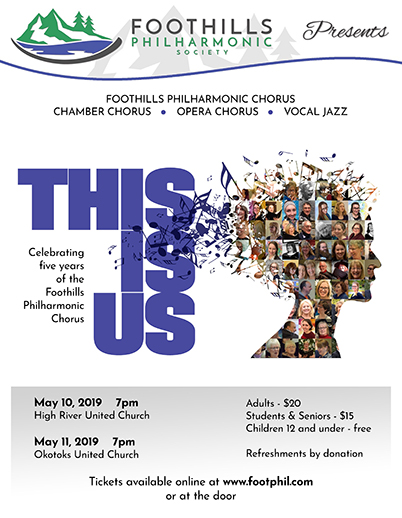 FOOTHILLS
PHILHARMONIC
SOCIETY
Presents
FOOTHILLS PHILHARMONIC CHORUS
CHAMBER CHORUS • OPERA CHORUS • VOCAL JAZZ
THIS
IS
US
Celebrating
five years
of the
Foothills
Philharmonic
Chorus
May 10, 2019 7pm
High River United Church
May 11, 2019 7pm
Okotoks United Church
Adults - $20
Students & Seniors - $15
Children 12 and under - free
Refreshments by donation
Tickets available online at www.footphil.com
or at the door